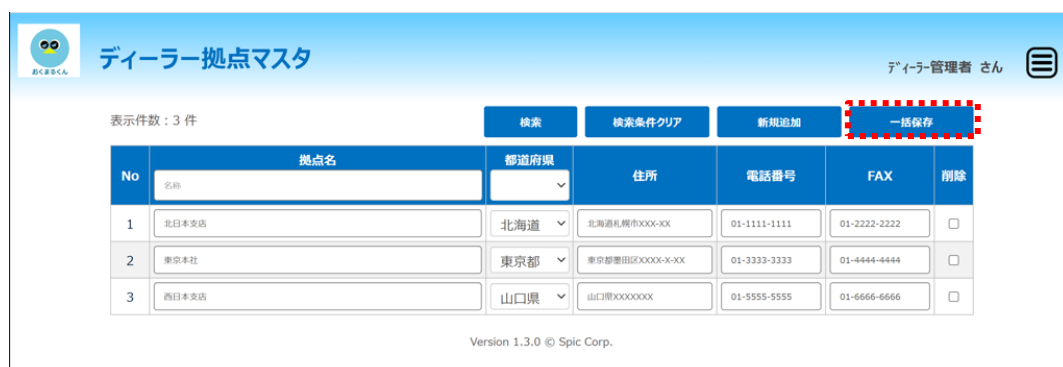 おくまるくん
ディーラー拠点マスタ
ﾃﾞｨｰﾗｰ管理者 さん
表示件数：3 件
検索 検索条件クリア 新規追加 一括保存
No 拠点名 都道府県 住所 電話番号 FAX 削除
名称
1 北日本支店 北海道 北海道札幌市XXX-XX 01-1111-1111 01-2222-2222
2 東京本社 東京都 東京都墨田区XXXX-X-XX 01-3333-3333 01-4444-4444
3 西日本支店 山口県 山口県XXXXXXX 01-5555-5555 01-6666-6666
Version 1.3.0 © Spic Corp.